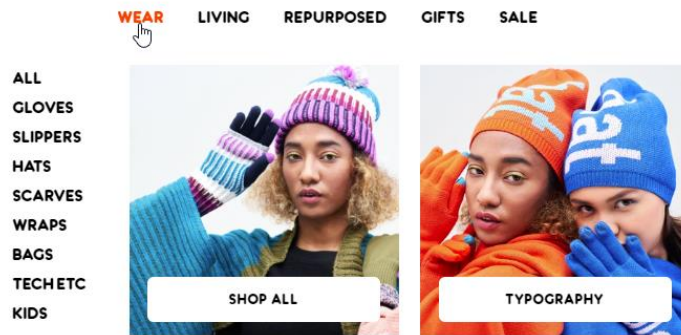 WEAR LIVING REPURPOSED GIFTS SALE
ALL
GLOVES
SLIPPERS
HATS
SCARVES
WRAPS
BAGS
TECH ETC
KIDS
SHOP ALL
TYPOGRAPHY